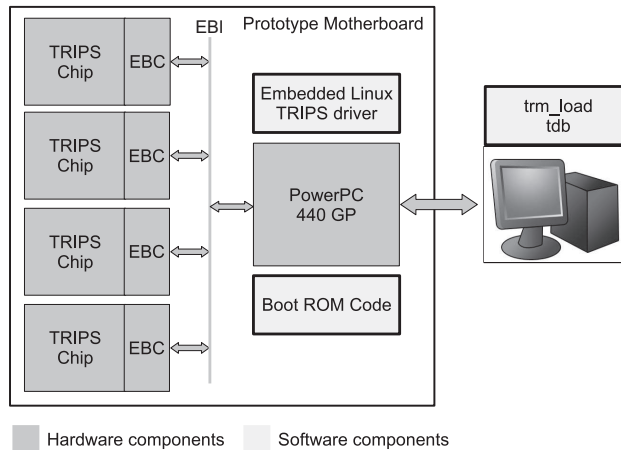 EBI
Prototype Motherboard
TRIPS
Chip
EBC
TRIPS
Chip
EBC
TRIPS
Chip
EBC
TRIPS
Chip
EBC
Embedded Linux
TRIPS driver
PowerPC
440 GP
Boot ROM Code
trm_load
tdb
Hardware components
Software components